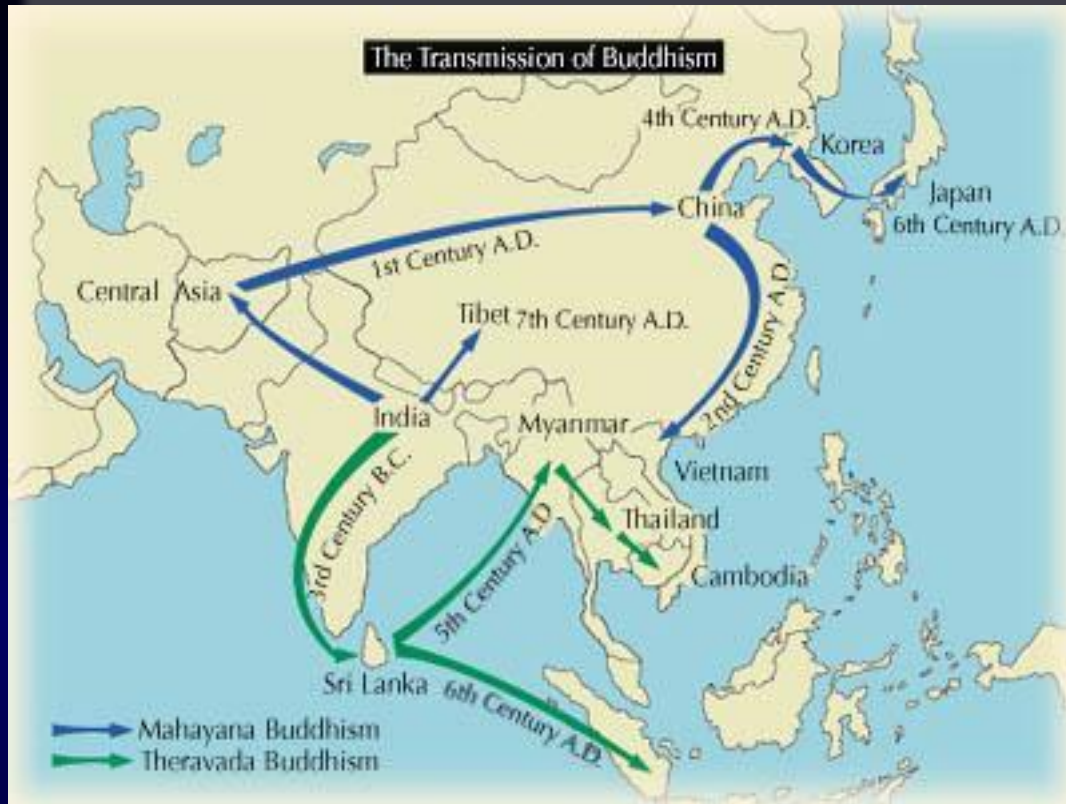 The Transmission of Buddhism
4th Century A.D.
Korea
Japan
6th Century A.D.
China
1st Century A.D.
Central Asia
Tibet 7th Century A.D.
2nd Century A.D.
India
Myanmar
Vietnam
3rd Century B.C.
Thailand
5th Century A.D
Cambodia
Sri Lanka
6th Century A.D.
Mahayana Buddhism
Theravada Buddhism